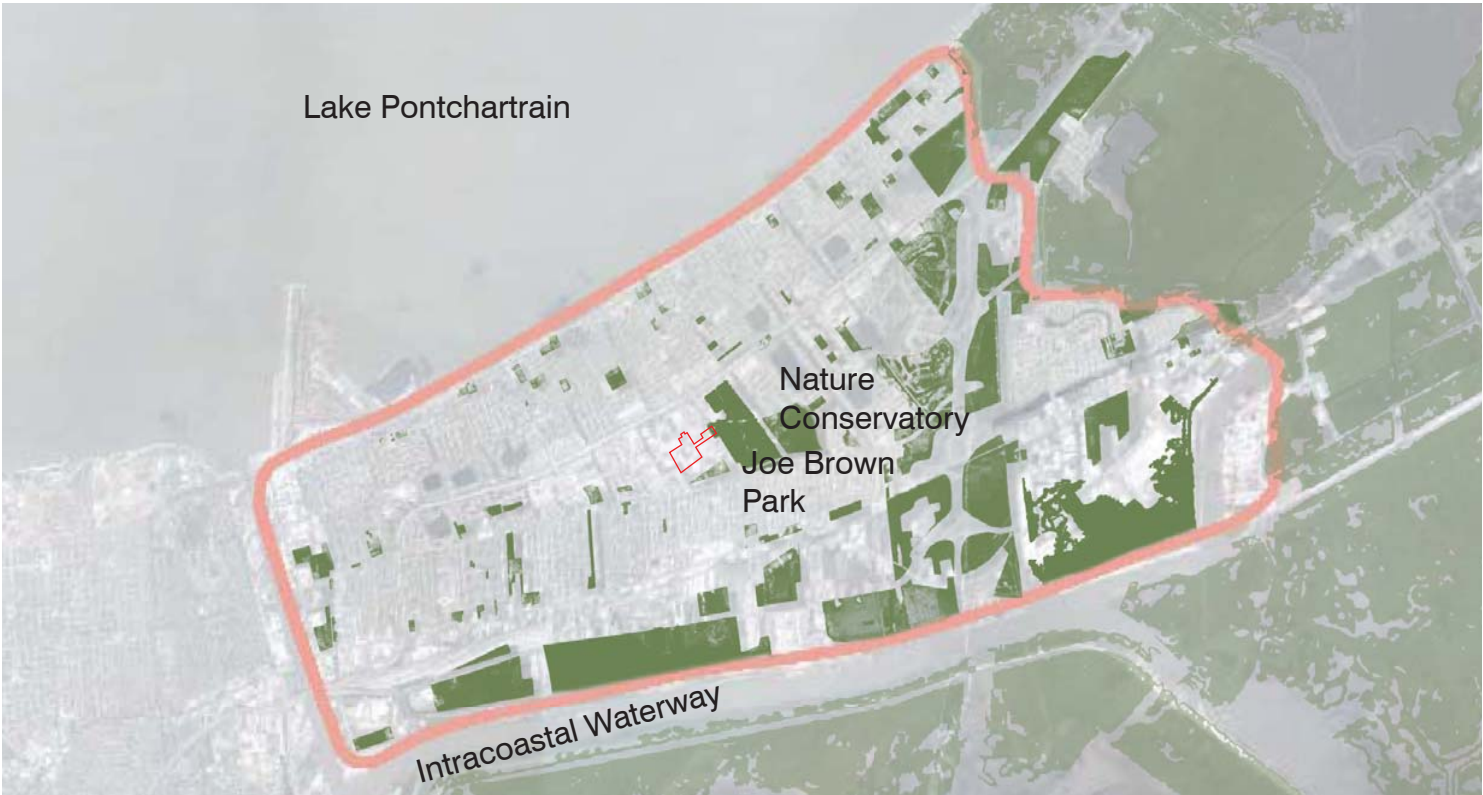 Lake Pontchartrain
Nature
Conservatory
Joe Brown
Park
Intracoastal Waterway